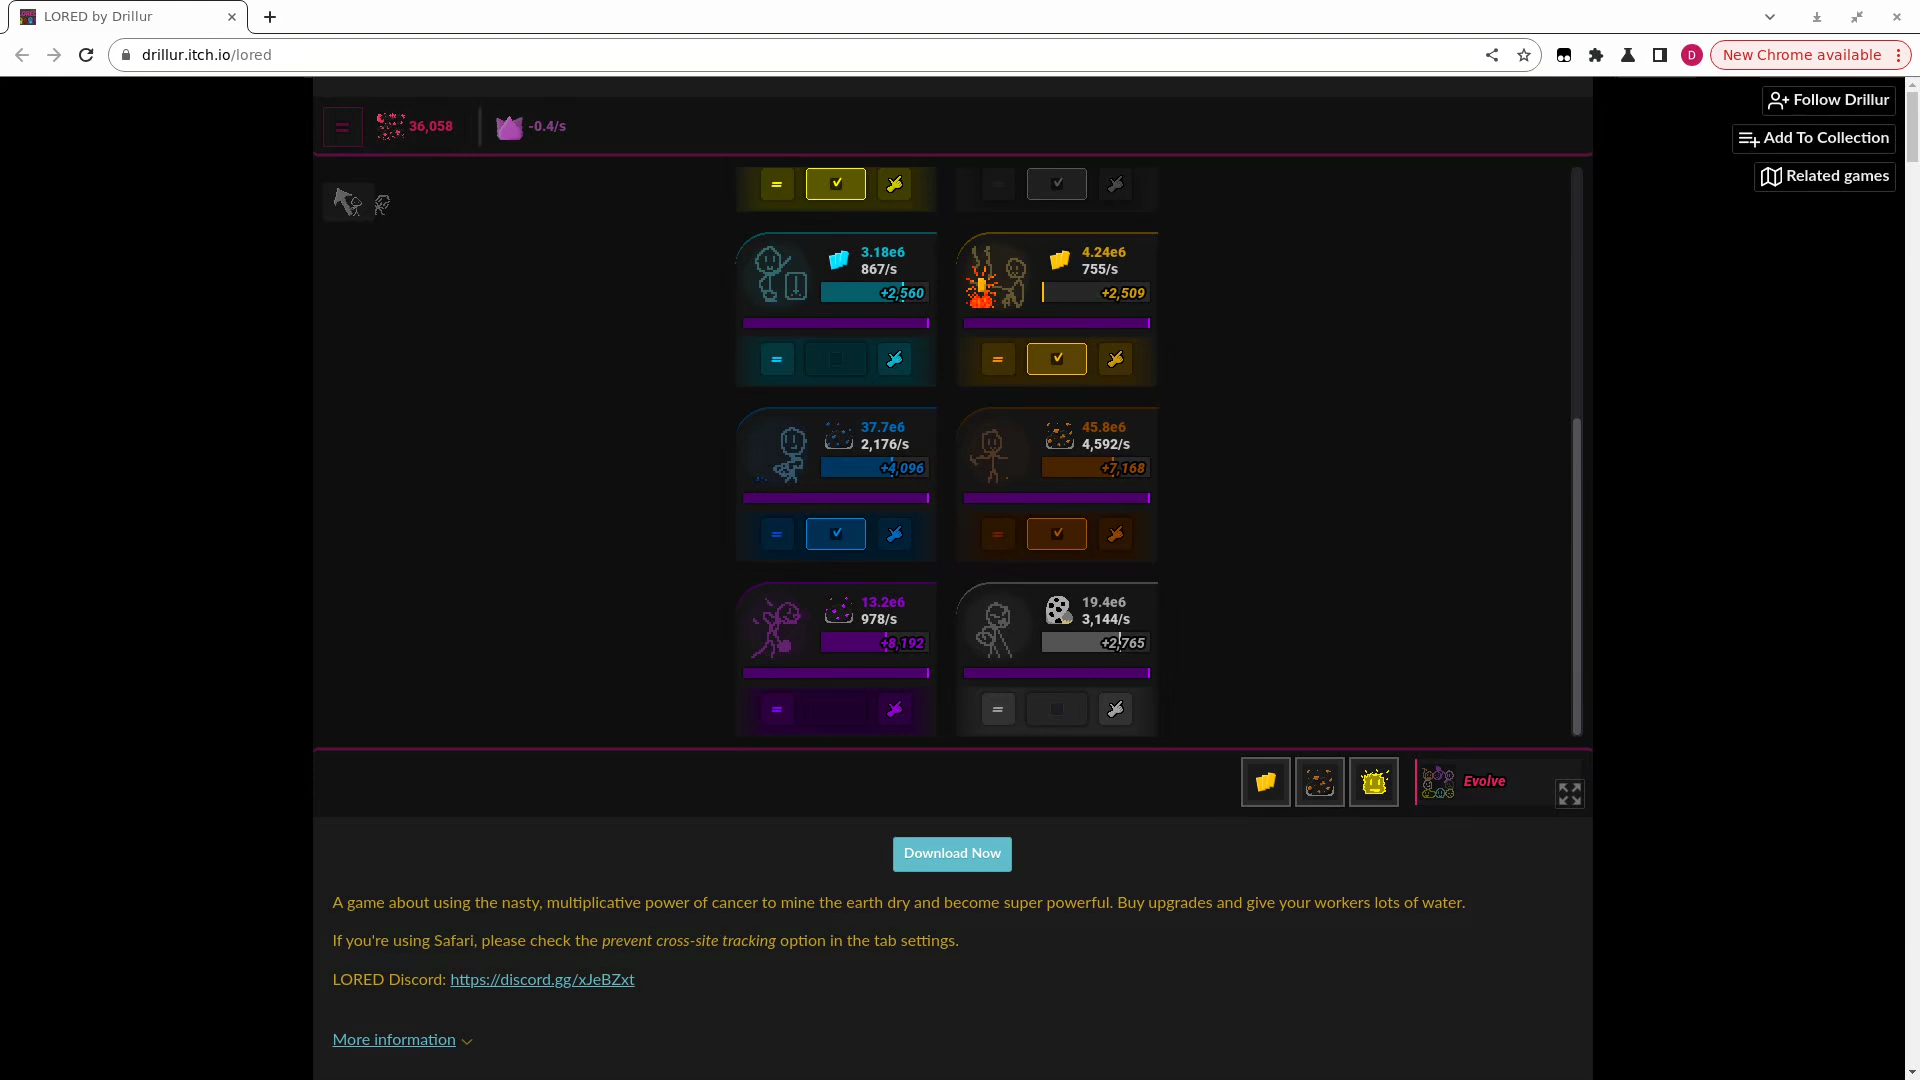 LORED by Drillur
drillur.itch.io/lored
D
New Chrome available
Follow Drillur
Add To Collection
Related games
36,058
-0.4/s
3.18e6
867/s
+2,560
4.24e6
755/s
+2,509
37.7e6
2,176/s
+4,096
45.8e6
4,592/s
+7,168
13.2e6
978/s
+8,192
19.4e6
3,144/s
+2,765
Evolve
Download Now
A game about using the nasty, multiplicative power of cancer to mine the earth dry and become super powerful. Buy upgrades and give your workers lots of water.
If you're using Safari, please check the prevent cross-site tracking option in the tab settings.
LORED Discord: https://discord.gg/xJeBZxt
More information